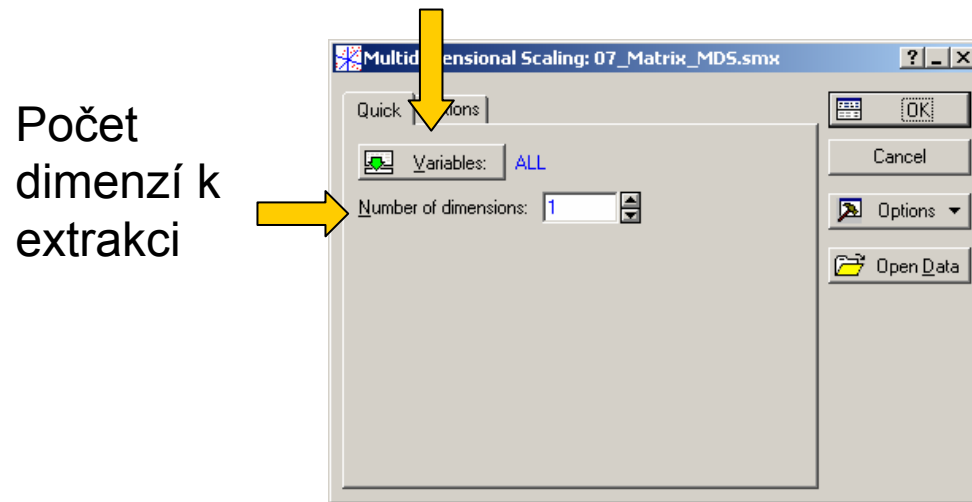 Multid ensional Scaling: 07_Matrix_MDS.smx
Počet
dimenzí k
extrakci
Quick
Variables: ALL
Number of dimensions: 1
OK
Cancel
Options
Open Data